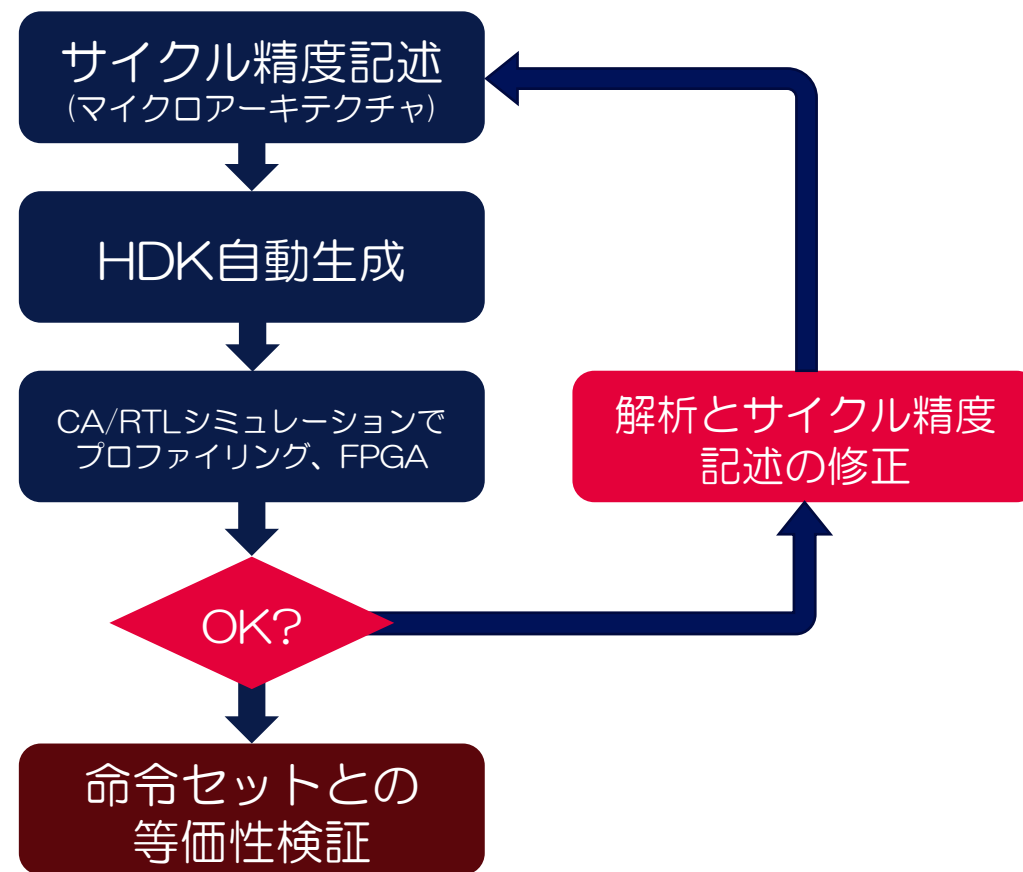 サイクル精度記述
(マイクロアーキテクチャ)
HDK自動生成
CA/RTLシミュレーションで
プロファイリング、FPGA
解析とサイクル精度
記述の修正
OK?
命令セットとの
等価性検証